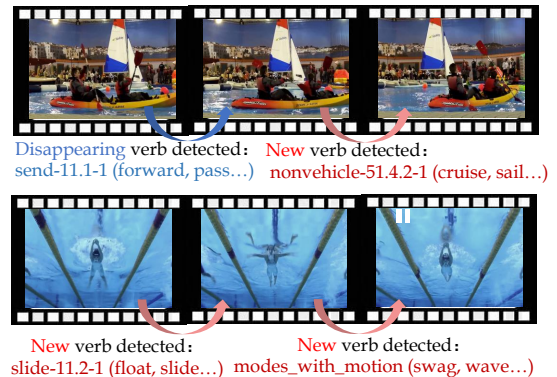 Disappearing verb detected: New verb detected:
send-11.1-1 (forward, pass…) nonvehicle-51.4.2-1 (cruise, sail…)
New verb detected: New verb detected:
slide-11.2-1 (float, slide…) modes_with_motion (swag, wave…)